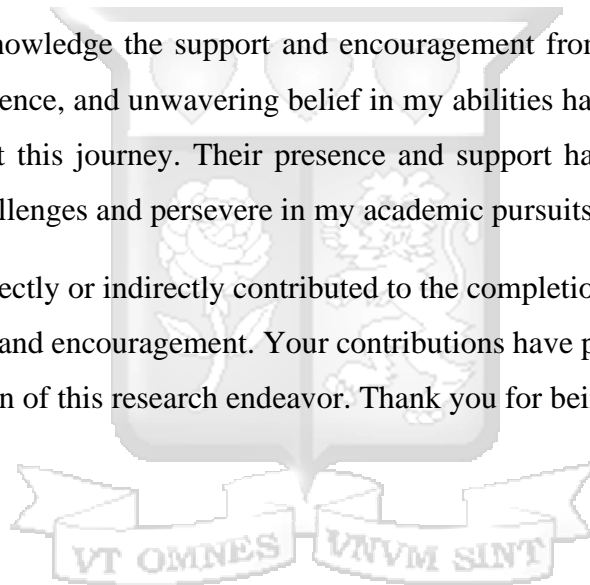 nowledge the support and encouragement from
ence, and unwavering belief in my abilities ha
t this journey. Their presence and support ha
llenges and persevere in my academic pursuits
ectly or indirectly contributed to the completio
and encouragement. Your contributions have p
n of this research endeavor. Thank you for bei
VT OMNES VNVM SINT